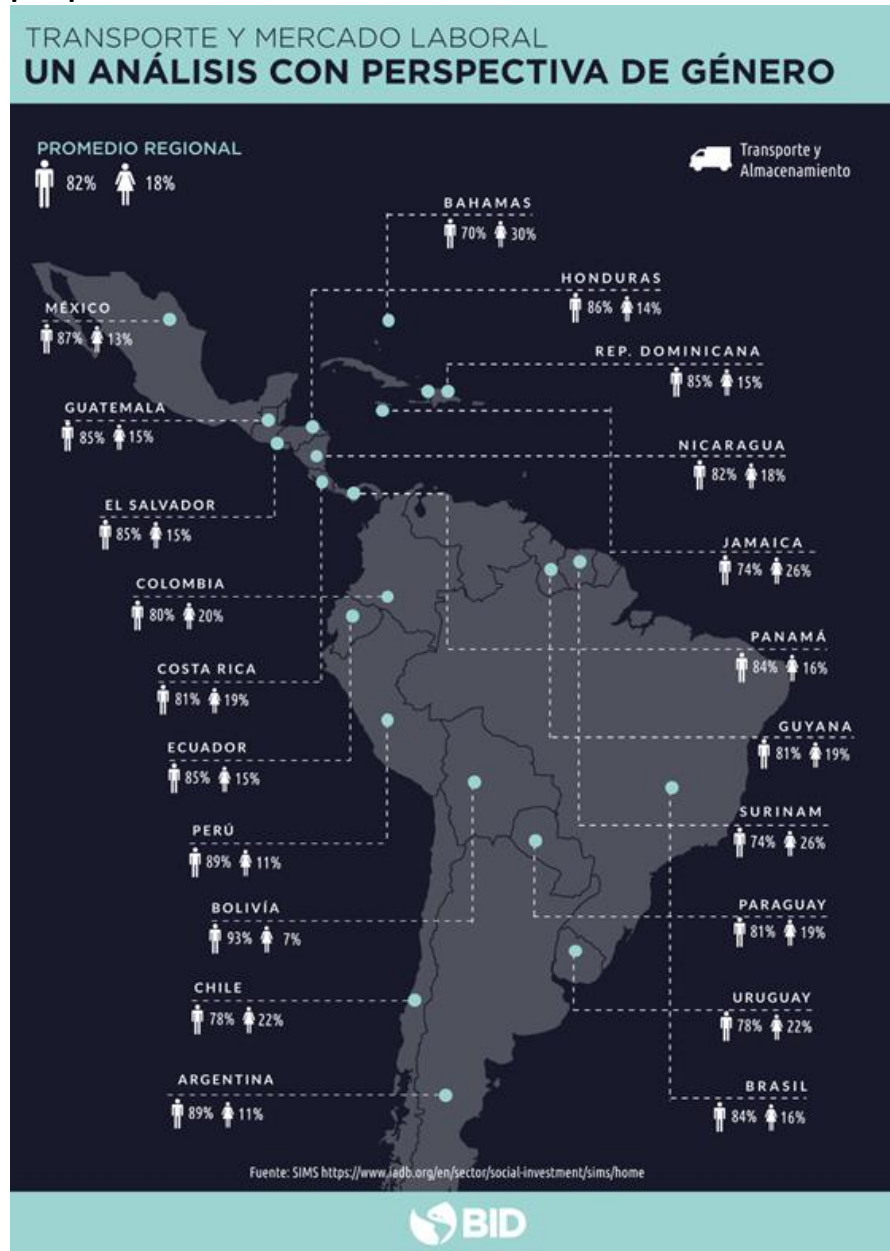 TRANSPORTE Y MERCADO LABORAL
UN ANÁLISIS CON PERSPECTIVA DE GÉNERO
PROMEDIO REGIONAL
82% 18%
Transporte y
Almacenamiento
BAHAMAS
70% 30%
HONDURAS
86% 14%
MÉXICO
87% 13%
REP. DOMINICANA
85% 15%
GUATEMALA
85% 15%
NICARAGUA
82% 18%
EL SALVADOR
85% 15%
JAMAICA
74% 26%
COLOMBIA
80% 20%
PANAMÁ
84% 16%
COSTA RICA
81% 19%
GUYANA
81% 19%
ECUADOR
85% 15%
SURINAM
74% 26%
PERÚ
89% 11%
PARAGUAY
81% 19%
BOLIVÍA
93% 7%
CHILE
78% 22%
URUGUAY
78% 22%
ARGENTINA
89% 11%
BRASIL
84% 16%
Fuente: SIMS https://www.iadb.org/en/sector/social-investment/sims/home
BID